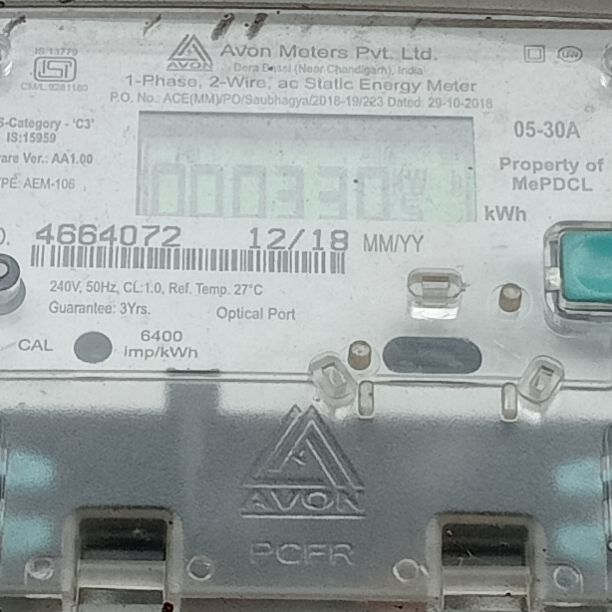 IS 13779
CM/L 9281180
AVON
Avon Meters Pvt. Ltd.
Dera Bassi (Near Chandigarh), India
1-Phase, 2-Wire, ac Static Energy Meter
P.O. No.: ACE(MM)/PO/Saubhagya/2018-19/223 Dated: 29-10-2018
S-Category - 'C3'
IS:15959
are Ver.: AA1.00
PE: AEM-106
05-30A
Property of
MePDCL
kWh
4664072 12/18 MM/YY
240V, 50Hz, CL:1.0, Ref. Temp. 27°C
Guarantee: 3Yrs.
Optical Port
CAL
6400
imp/kWh
AVON
PCFR